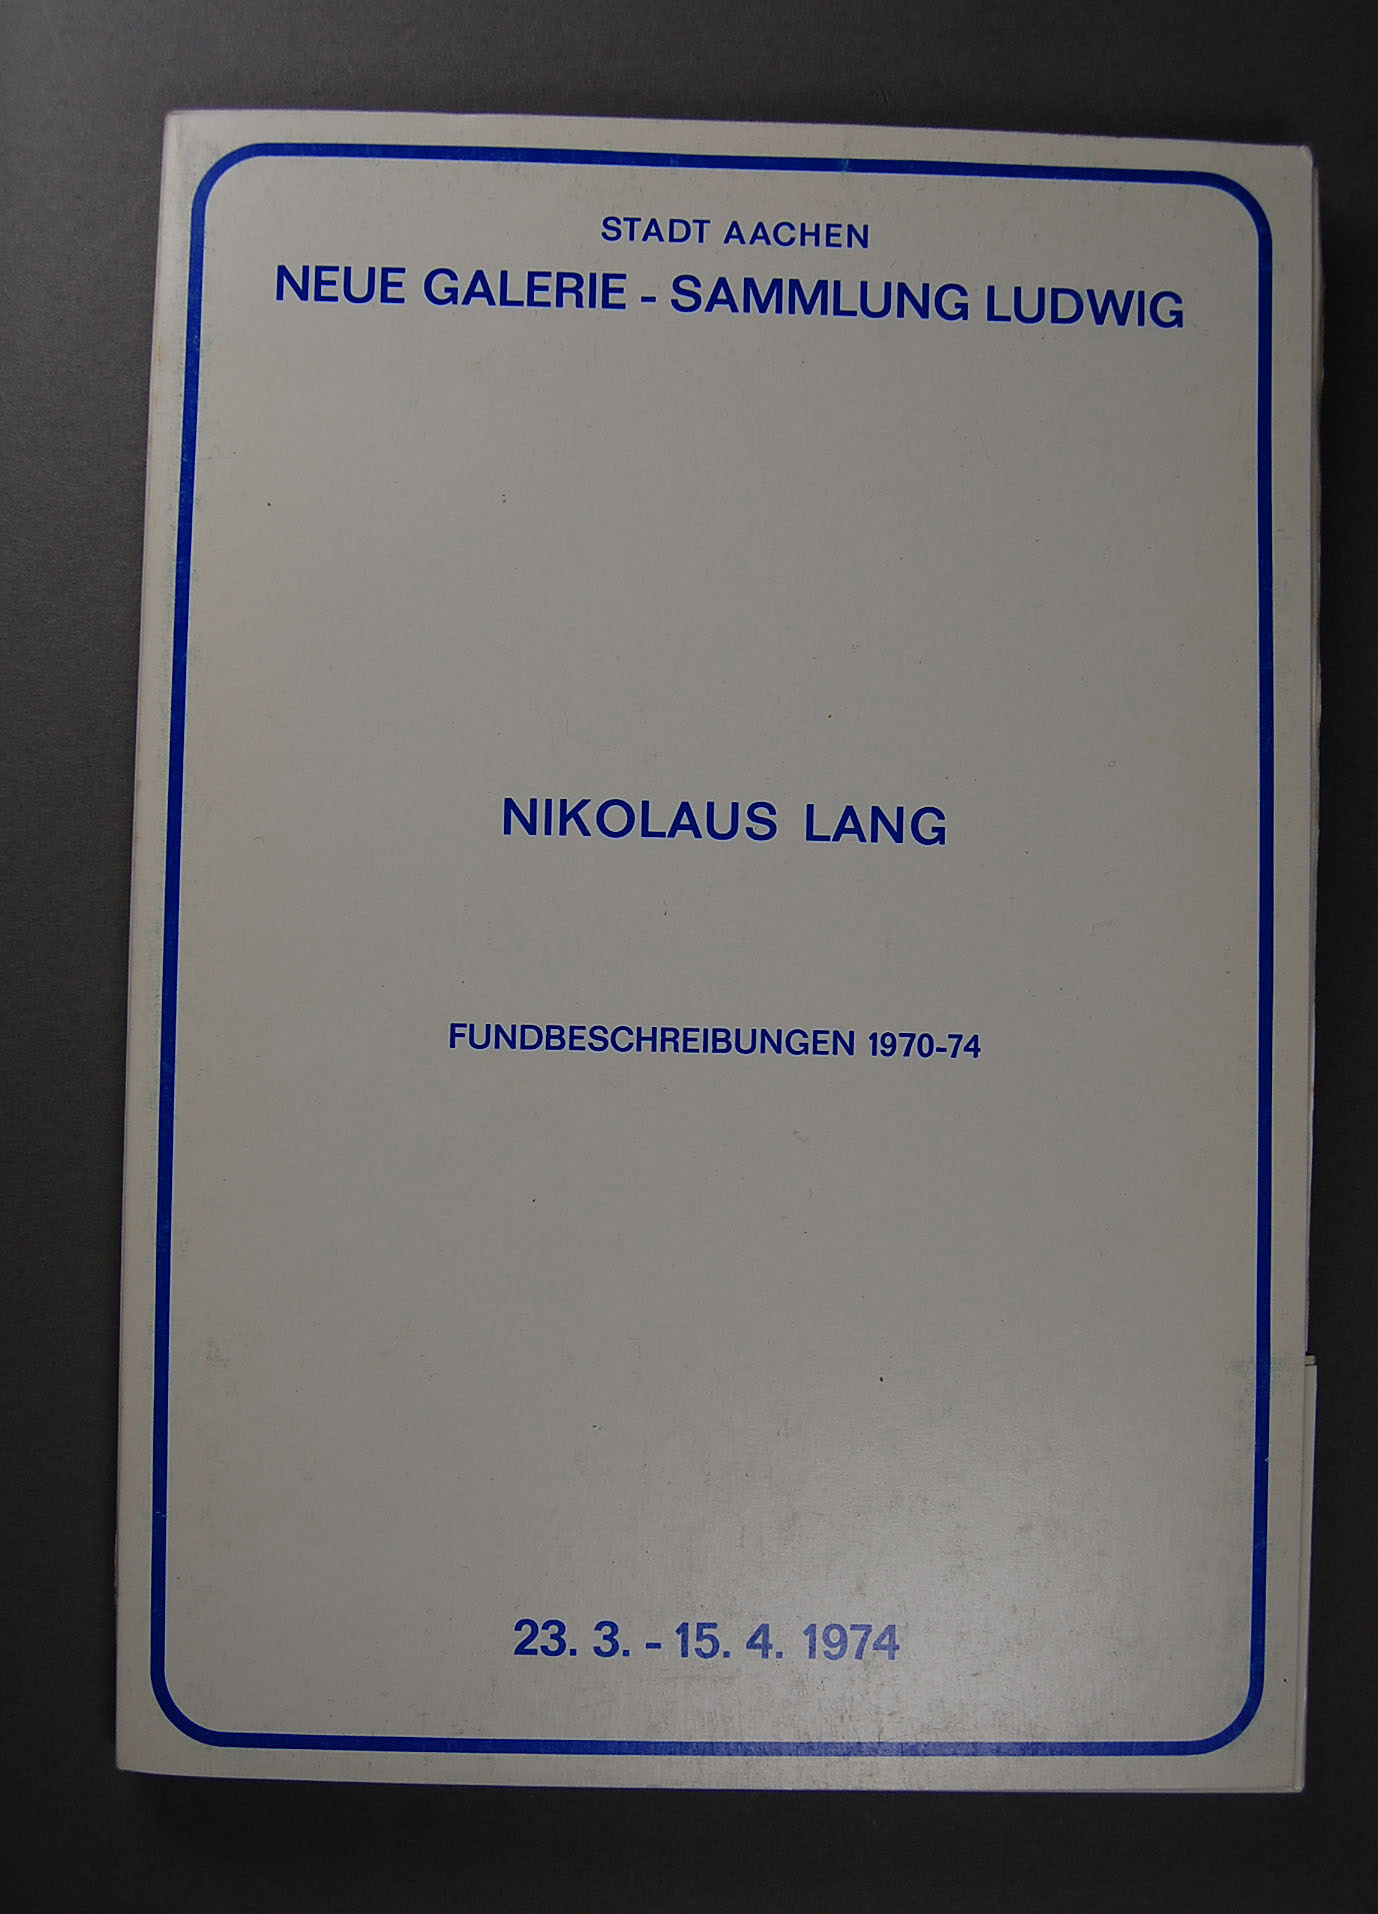 STADT AACHEN
NEUE GALERIE - SAMMLUNG LUDWIG
NIKOLAUS LANG
FUNDBESCHREIBUNGEN 1970-74
23. 3. - 15. 4. 1974